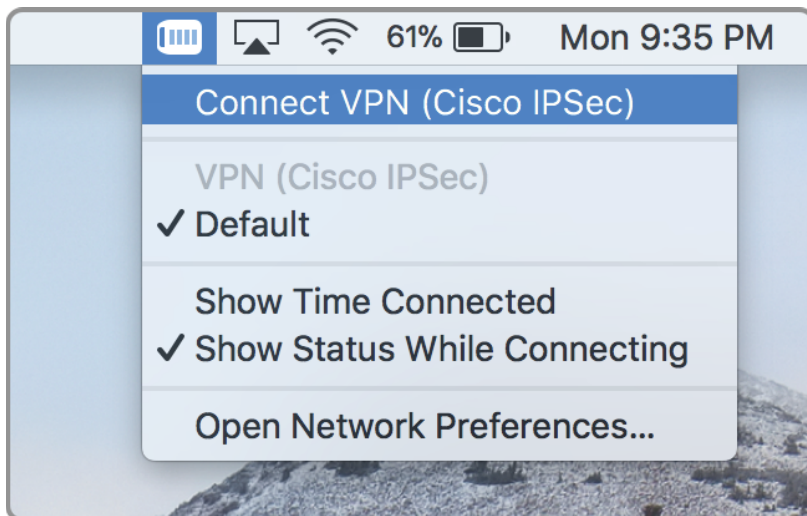 61% Mon 9:35 PM
Connect VPN (Cisco IPSec)
VPN (Cisco IPSec)
✓ Default
Show Time Connected
✓ Show Status While Connecting
Open Network Preferences...